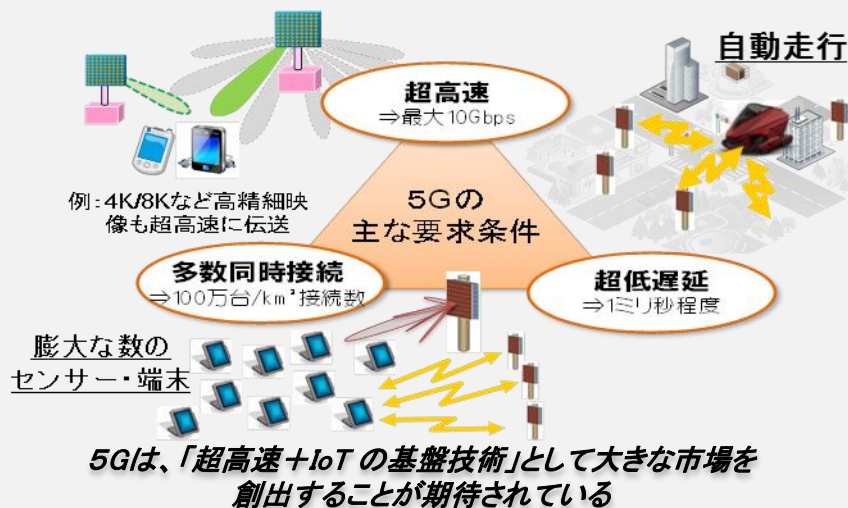 自動走行
超高速
⇒最大10Gbps
例:4K/8Kなど高精細映
像も超高速に伝送
5Gの
主な要求条件
多数同時接続
⇒100万台/km²接続数
超低遅延
⇒1ミリ秒程度
膨大な数の
センサー・端末
5Gは、「超高速+IoT の基盤技術」として大きな市場を
創出することが期待されている